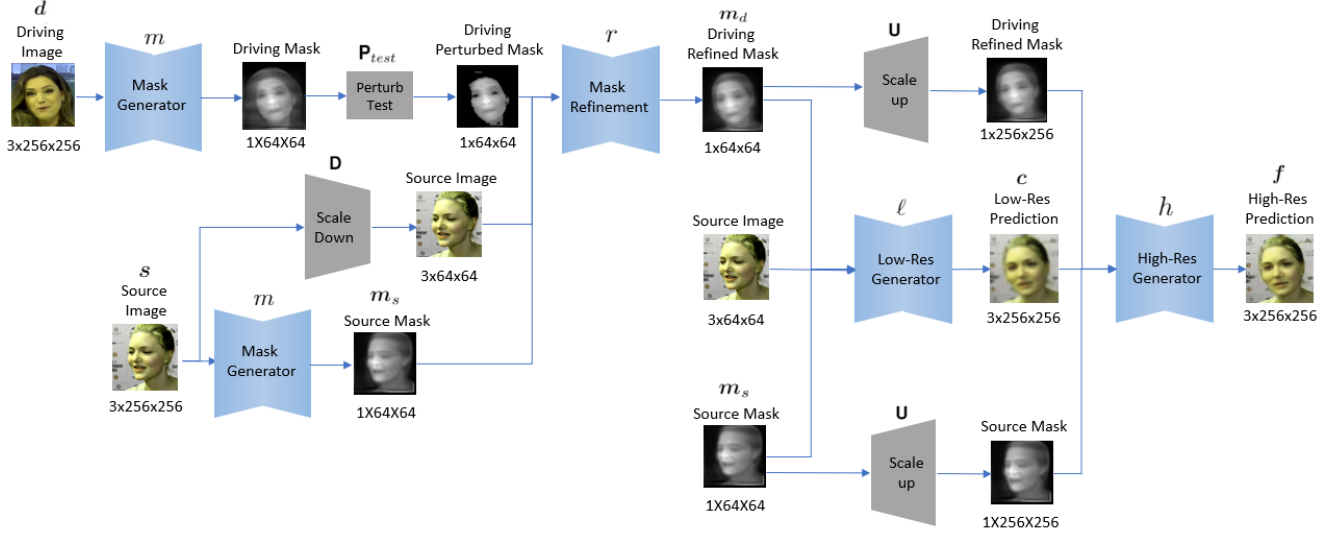 d
Driving
Image
3x256x256
m
Mask
Generator
Driving Mask
1X64X64
P_test
Perturb
Test
Driving
Perturbed Mask
1x64x64
r
Mask
Refinement
m_d
Driving
Refined Mask
1x64x64
U
Scale
up
Driving
Refined Mask
1x256x256
D
Scale
Down
Source Image
3x64x64
s
Source
Image
3x256x256
m
Mask
Generator
m_s
Source Mask
1X64X64
Source Image
3x64x64
ℓ
Low-Res
Generator
c
Low-Res
Prediction
3x256x256
h
High-Res
Generator
f
High-Res
Prediction
3x256x256
m_s
Source Mask
1X64X64
U
Scale
up
Source Mask
1X256X256